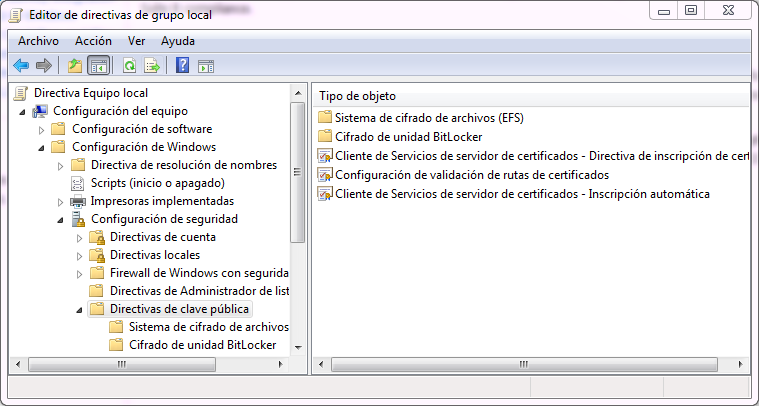 Editor de directivas de grupo local
Archivo Acción Ver Ayuda
Directiva Equipo local
Configuración del equipo
Configuración de software
Configuración de Windows
Directiva de resolución de nombres
Scripts (inicio o apagado)
Impresoras implementadas
Configuración de seguridad
Directivas de cuenta
Directivas locales
Firewall de Windows con segurida
Directivas de Administrador de list
Directivas de clave pública
Sistema de cifrado de archivos
Cifrado de unidad BitLocker
Tipo de objeto
Sistema de cifrado de archivos (EFS)
Cifrado de unidad BitLocker
Cliente de Servicios de servidor de certificados - Directiva de inscripción de cert
Configuración de validación de rutas de certificados
Cliente de Servicios de servidor de certificados - Inscripción automática